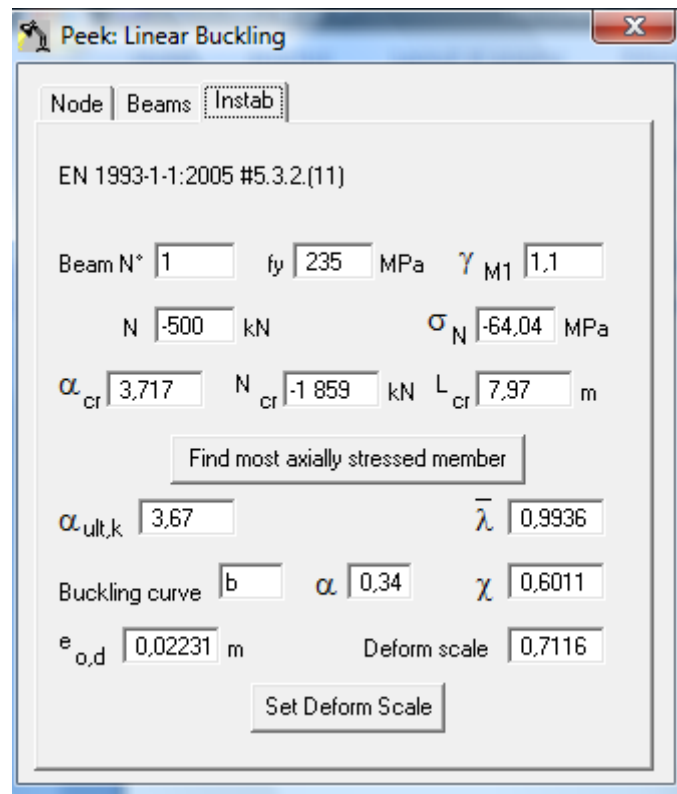 Peek: Linear Buckling
Node Beams Instab
EN 1993-1-1:2005 #5.3.2.(11)
Beam N° 1 fy 235 MPa γ M1 1,1
N -500 kN σ N -64,04 MPa
α cr 3,717 N cr -1 859 kN L cr 7,97 m
Find most axially stressed member
α ult,k 3,67 λ̅ 0,9936
Buckling curve b α 0,34 χ 0,6011
e o,d 0,02231 m Deform scale 0,7116
Set Deform Scale